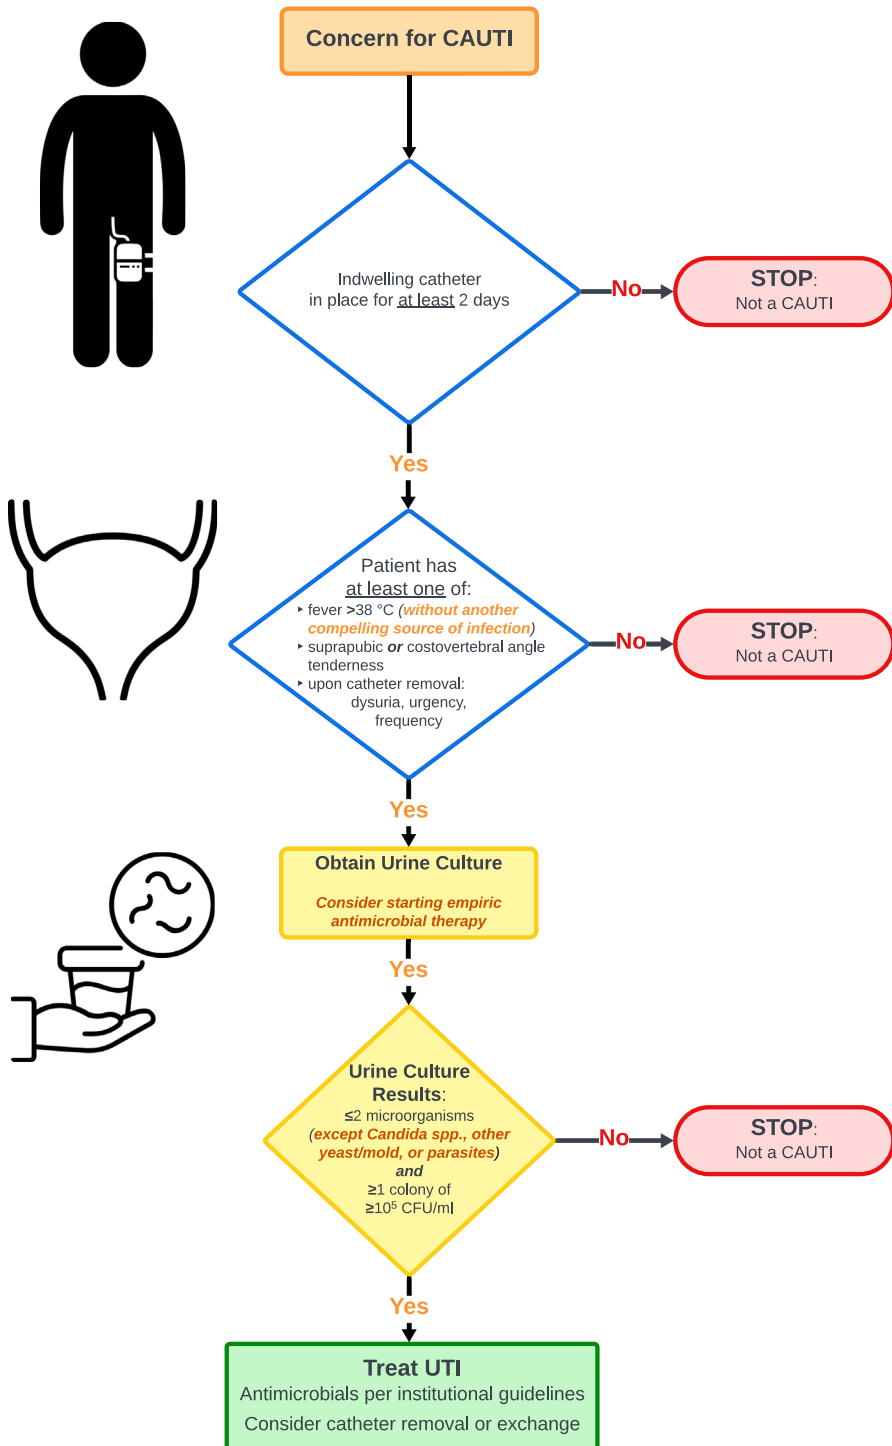 Concern for CAUTI
Indwelling catheter
in place for at least 2 days
No
STOP:
Not a CAUTI
Yes
Patient has
at least one of:
‣ fever >38 °C (without another
compelling source of infection)
‣ suprapubic or costovertebral angle
tenderness
‣ upon catheter removal:
dysuria, urgency,
frequency
No
STOP:
Not a CAUTI
Yes
Obtain Urine Culture
Consider starting empiric
antimicrobial therapy
Yes
Urine Culture
Results:
≤2 microorganisms
(except Candida spp., other
yeast/mold, or parasites)
and
≥1 colony of
≥10⁵ CFU/ml
No
STOP:
Not a CAUTI
Yes
Treat UTI
Antimicrobials per institutional guidelines
Consider catheter removal or exchange